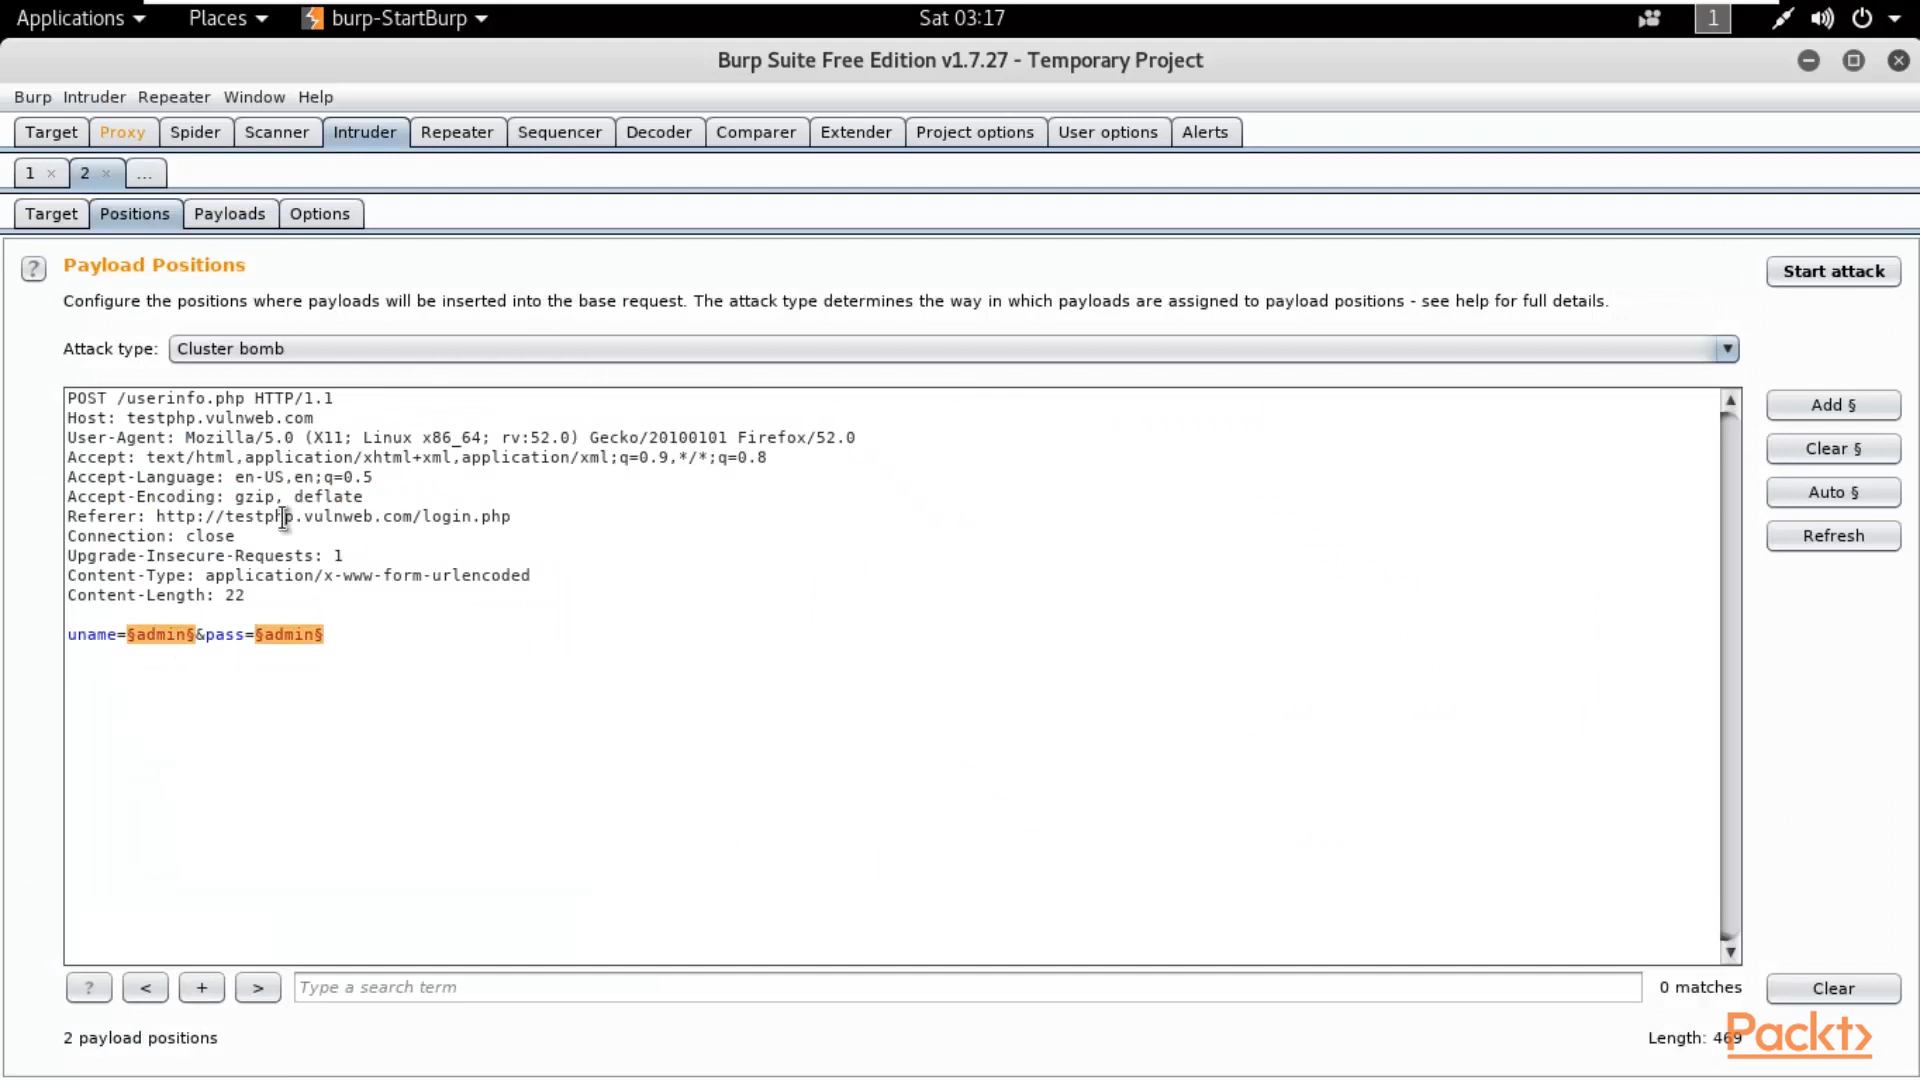 Applications Places burp-StartBurp Sat 03:17 1
Burp Suite Free Edition v1.7.27 - Temporary Project
Burp Intruder Repeater Window Help
Target Proxy Spider Scanner Intruder Repeater Sequencer Decoder Comparer Extender Project options User options Alerts
1 × 2 × ...
Target Positions Payloads Options
? Payload Positions Start attack
Configure the positions where payloads will be inserted into the base request. The attack type determines the way in which payloads are assigned to payload positions - see help for full details.
Attack type: Cluster bomb
POST /userinfo.php HTTP/1.1
Host: testphp.vulnweb.com
User-Agent: Mozilla/5.0 (X11; Linux x86_64; rv:52.0) Gecko/20100101 Firefox/52.0
Accept: text/html,application/xhtml+xml,application/xml;q=0.9,*/*;q=0.8
Accept-Language: en-US,en;q=0.5
Accept-Encoding: gzip, deflate
Referer: http://testphp.vulnweb.com/login.php
Connection: close
Upgrade-Insecure-Requests: 1
Content-Type: application/x-www-form-urlencoded
Content-Length: 22
uname=§admin§&pass=§admin§
Add §
Clear §
Auto §
Refresh
? < + > Type a search term 0 matches Clear
2 payload positions Length: 469
Packt>